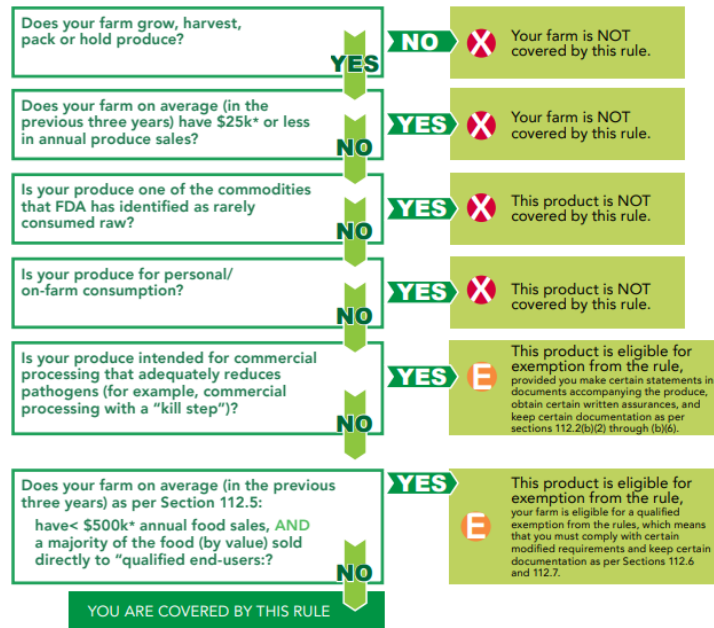 Does your farm grow, harvest,
pack or hold produce?
YES
NO
X
Your farm is NOT
covered by this rule.
Does your farm on average (in the
previous three years) have $25k* or less
in annual produce sales?
NO
YES
X
Your farm is NOT
covered by this rule.
Is your produce one of the commodities
that FDA has identified as rarely
consumed raw?
NO
YES
X
This product is NOT
covered by this rule.
Is your produce for personal/
on-farm consumption?
NO
YES
X
This product is NOT
covered by this rule.
Is your produce intended for commercial
processing that adequately reduces
pathogens (for example, commercial
processing with a “kill step”)?
NO
YES
E
This product is eligible for
exemption from the rule,
provided you make certain statements in
documents accompanying the produce,
obtain certain written assurances, and
keep certain documentation as per
sections 112.2(b)(2) through (b)(6).
Does your farm on average (in the previous
three years) as per Section 112.5:
have< $500k* annual food sales, AND
a majority of the food (by value) sold
directly to “qualified end-users:?
NO
YES
E
This product is eligible for
exemption from the rule,
your farm is eligible for a qualified
exemption from the rules, which means
that you must comply with certain
modified requirements and keep certain
documentation as per Sections 112.6
and 112.7.
YOU ARE COVERED BY THIS RULE